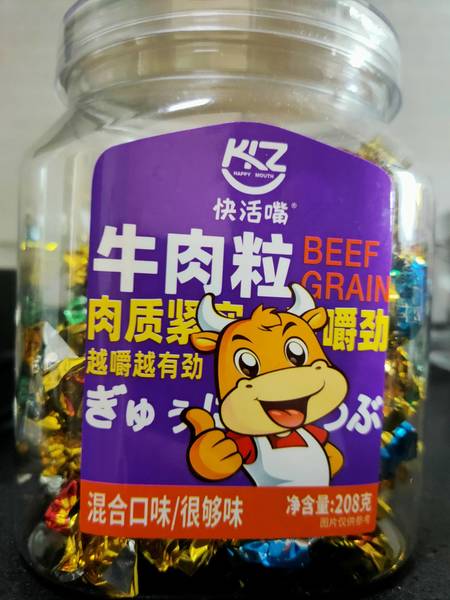 KHZ
HAPPY MOUTH
快活嘴®
牛肉粒
BEEF
GRAIN
肉质紧 嚼劲
越嚼越有劲
ぎゅう ぶ
混合口味/很够味
净含量:208克
图片仅供参考